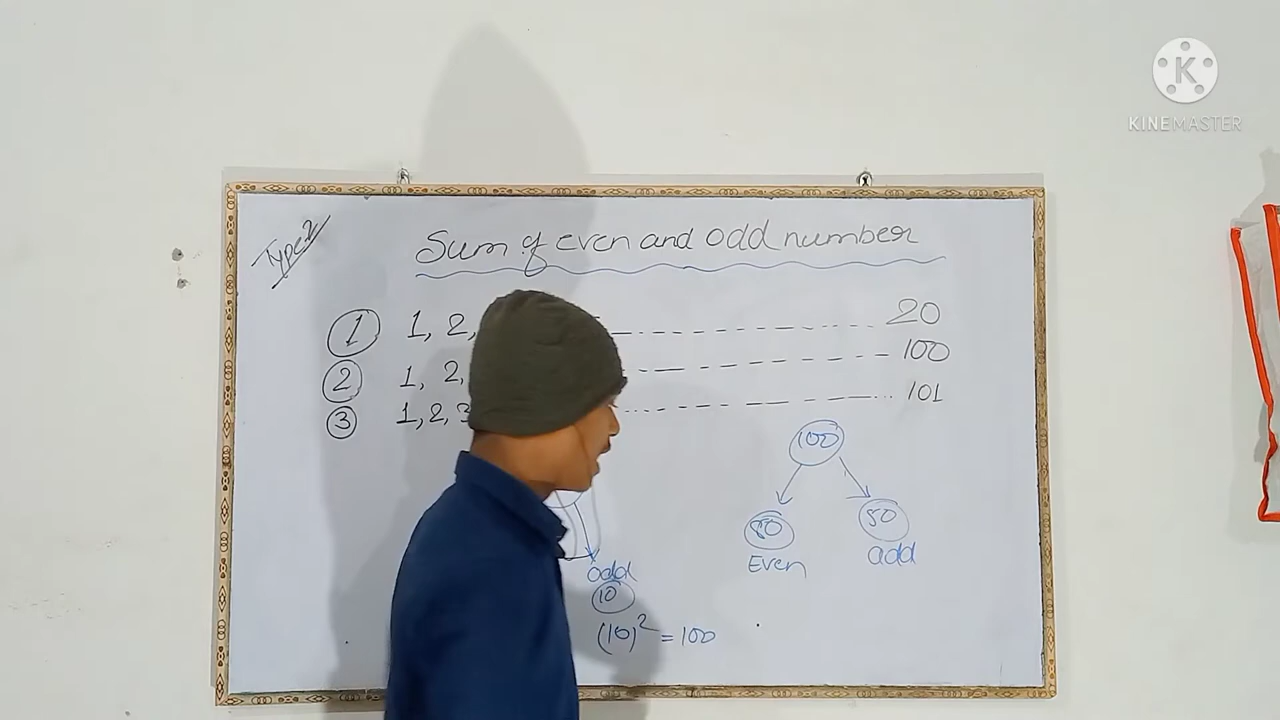 KINEMASTER
Type 2
Sum of even and odd number
1 1, 2, 20
2 1, 2, 100
3 1, 2, 3 101
100
50 50
Even odd
odd
10
(10)² = 100